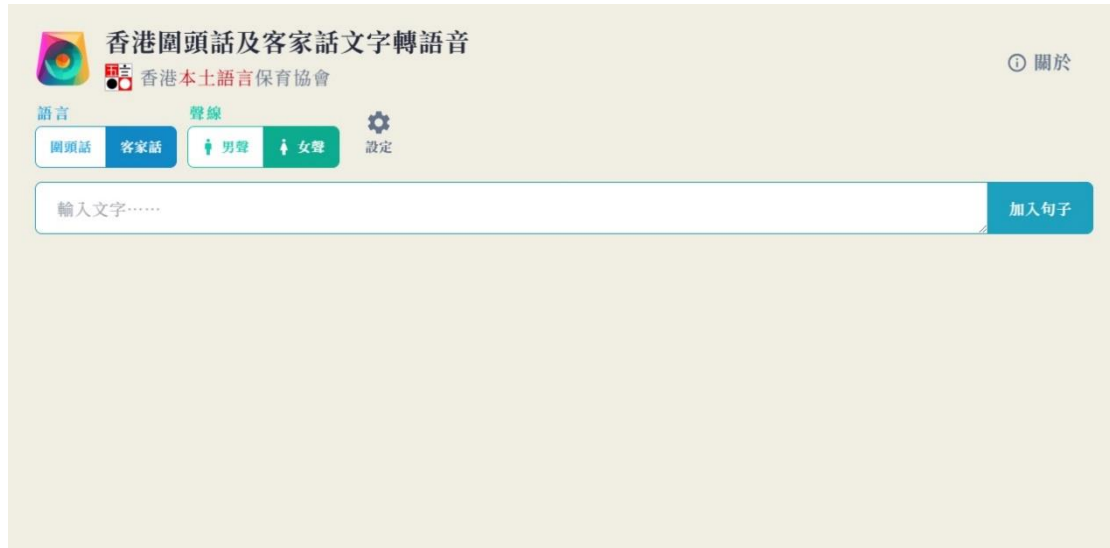 香港圍頭話及客家話文字轉語音
香港本土語言保育協會
關於
語言
聲線
圍頭話
客家話
男聲
女聲
設定
輸入文字……
加入句子